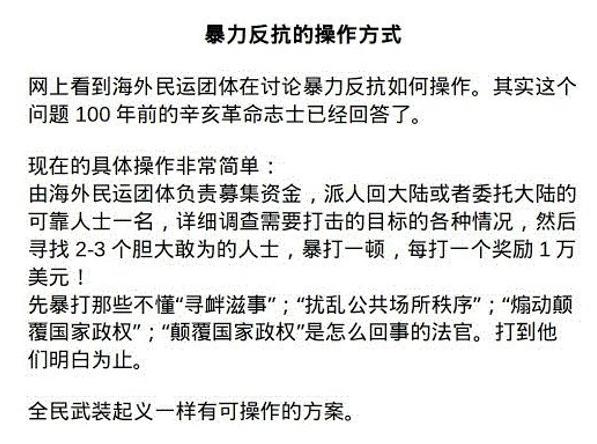 暴力反抗的操作方式
网上看到海外民运团体在讨论暴力反抗如何操作。其实这个
问题 100 年前的辛亥革命志士已经回答了。
现在的具体操作非常简单：
由海外民运团体负责募集资金，派人回大陆或者委托大陆的
可靠人士一名，详细调查需要打击的目标的各种情况，然后
寻找 2-3 个胆大敢为的人士，暴打一顿，每打一个奖励 1 万
美元！
先暴打那些不懂“寻衅滋事”；“扰乱公共场所秩序”；“煽动颠
覆国家政权”；“颠覆国家政权”是怎么回事的法官。打到他
们明白为止。
全民武装起义一样有可操作的方案。